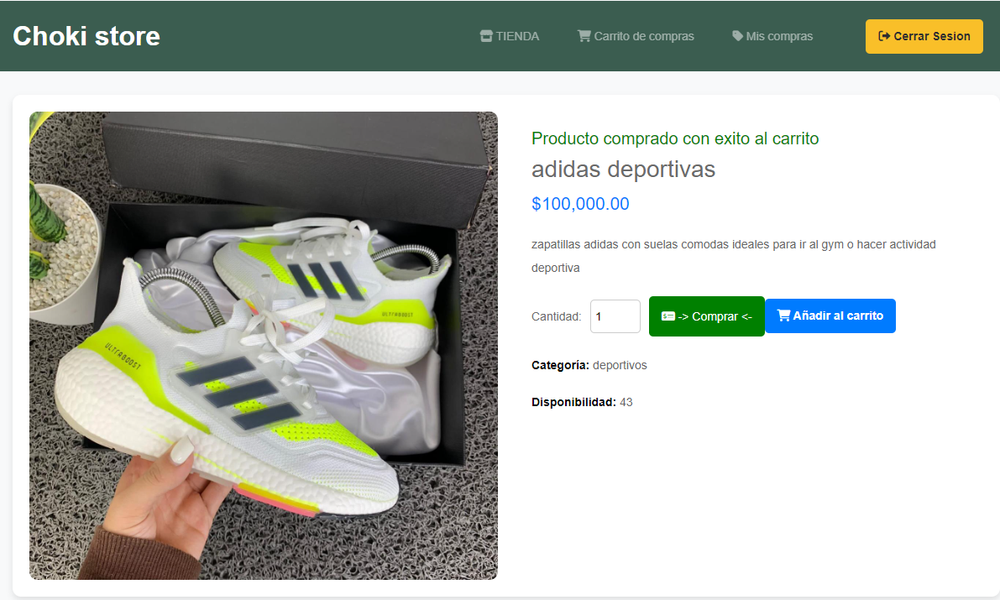 Choki store
TIENDA
Carrito de compras
Mis compras
Cerrar Sesion
Producto comprado con exito al carrito
adidas deportivas
$100,000.00
zapatillas adidas con suelas comodas ideales para ir al gym o hacer actividad
deportiva
Cantidad:
1
-> Comprar <-
Añadir al carrito
Categoría: deportivos
Disponibilidad: 43
ULTRABOOST
ULTRABOOST